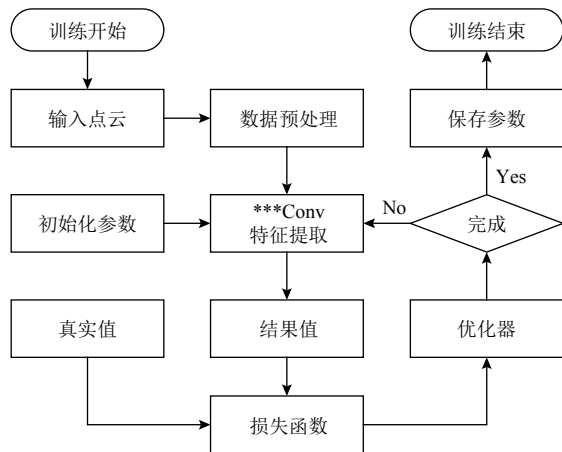 训练开始
训练结束
输入点云
数据预处理
保存参数
Yes
初始化参数
***Conv
特征提取
No
完成
真实值
结果值
优化器
损失函数